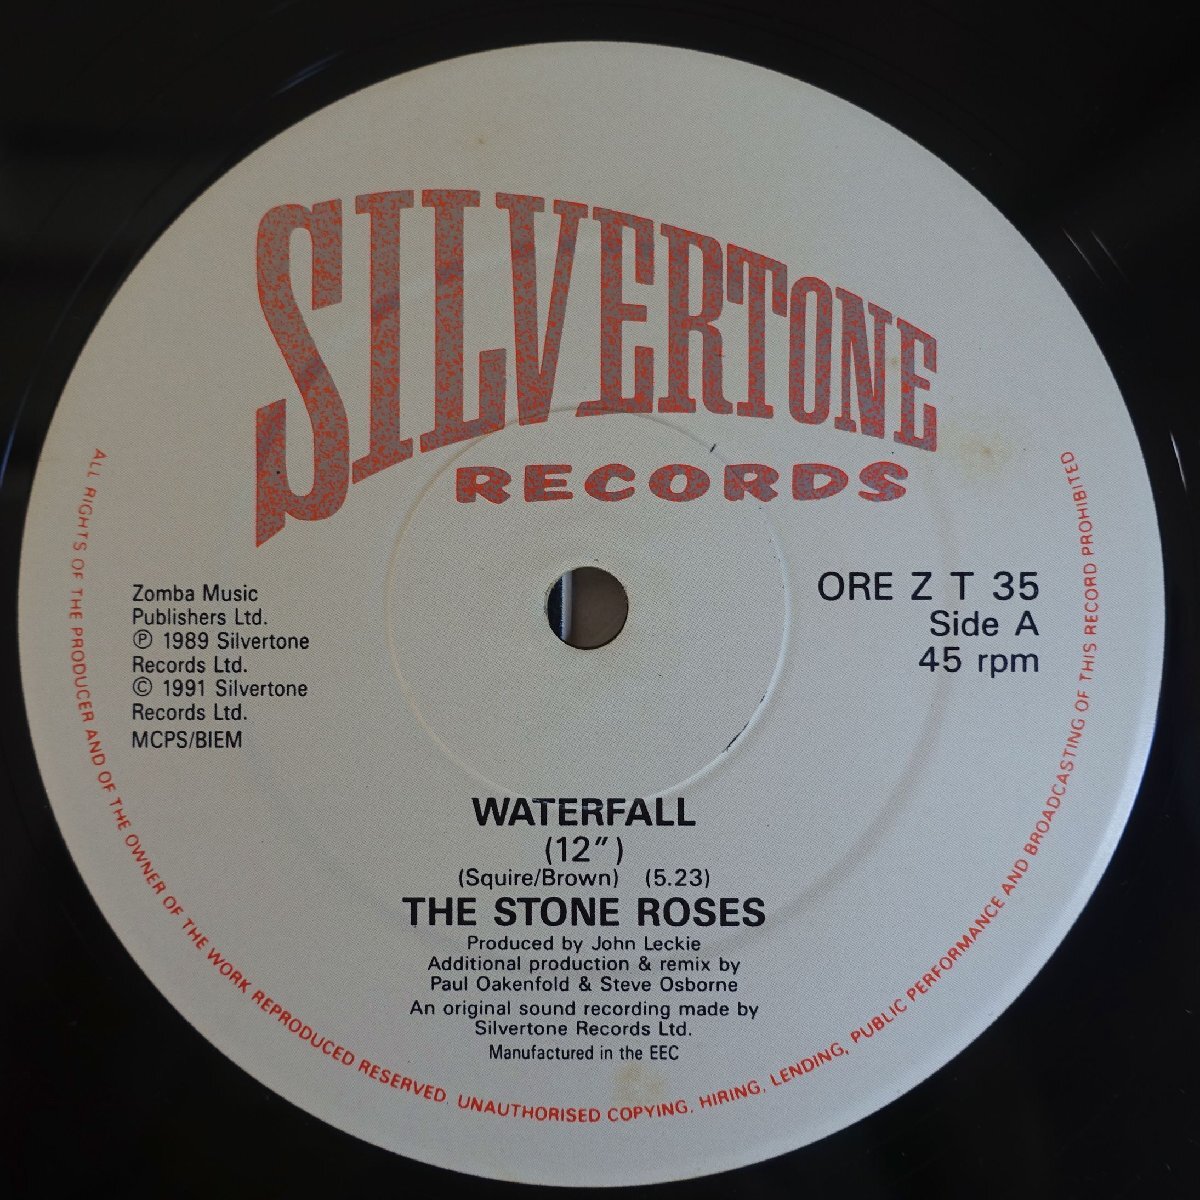 SILVERTONE
RECORDS
Zomba Music
Publishers Ltd.
℗ 1989 Silvertone
Records Ltd.
© 1991 Silvertone
Records Ltd.
MCPS/BIEM
ORE Z T 35
Side A
45 rpm
WATERFALL
(12″)
(Squire/Brown) (5.23)
THE STONE ROSES
Produced by John Leckie
Additional production & remix by
Paul Oakenfold & Steve Osborne
An original sound recording made by
Silvertone Records Ltd.
Manufactured in the EEC
ALL RIGHTS OF THE PRODUCER AND OF THE OWNER OF THE WORK REPRODUCED RESERVED. UNAUTHORISED COPYING, HIRING, LENDING, PUBLIC PERFORMANCE AND BROADCASTING OF THIS RECORD PROHIBITED